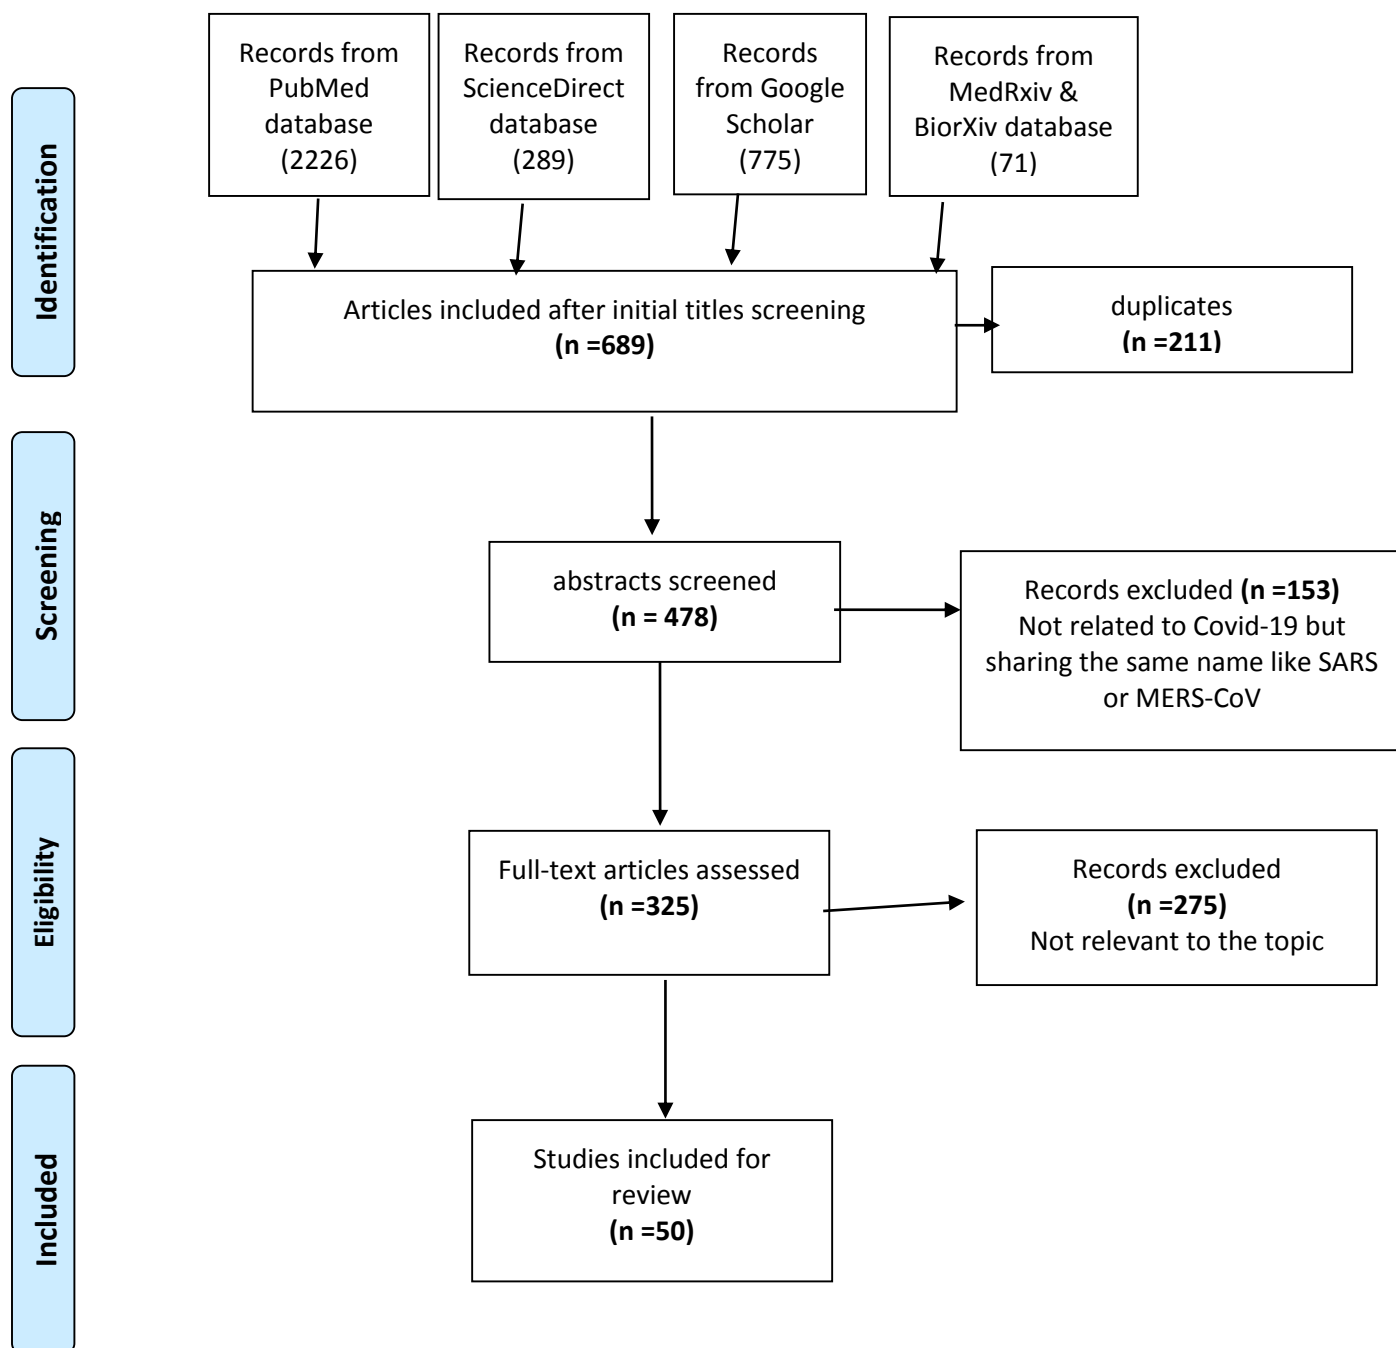 Records from
PubMed
database
(2226)
Records from
ScienceDirect
database
(289)
Records
from Google
Scholar
(775)
Records from
MedRxiv &
BiorXiv database
(71)
Identification
Articles included after initial titles screening
(n =689)
duplicates
(n =211)
Screening
abstracts screened
(n = 478)
Records excluded (n =153)
Not related to Covid-19 but
sharing the same name like SARS
or MERS-CoV
Eligibility
Full-text articles assessed
(n =325)
Records excluded
(n =275)
Not relevant to the topic
Included
Studies included for
review
(n =50)